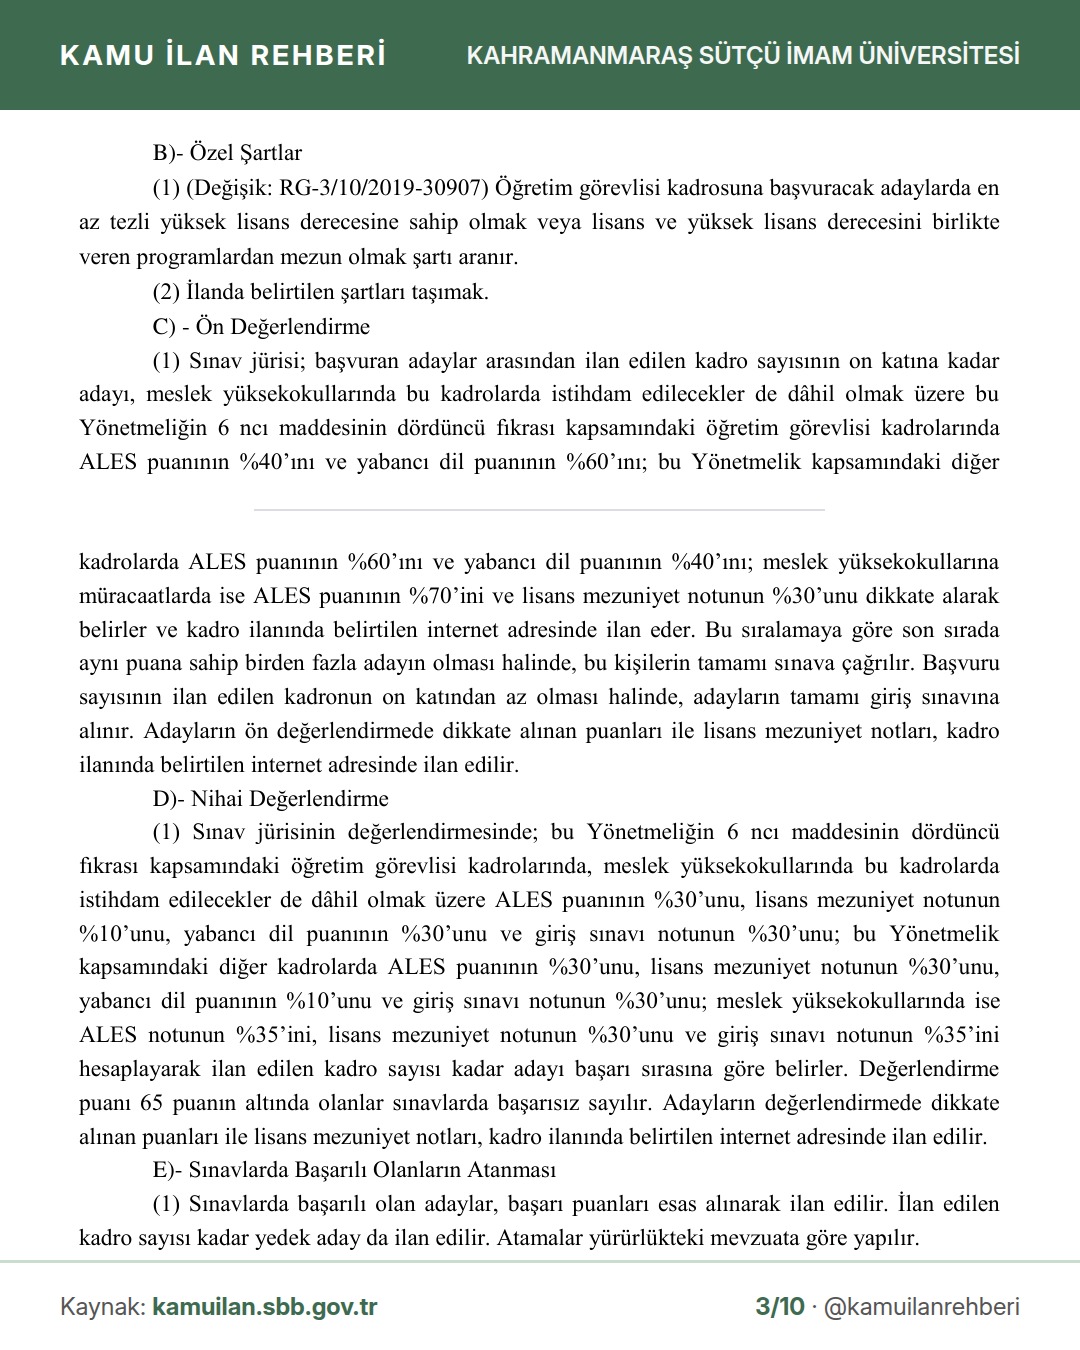 KAMU İLAN REHBERİ
KAHRAMANMARAŞ SÜTÇÜ İMAM ÜNİVERSİTESİ
B)- Özel Şartlar
(1) (Değişik: RG-3/10/2019-30907) Öğretim görevlisi kadrosuna başvuracak adaylarda en
az tezli yüksek lisans derecesine sahip olmak veya lisans ve yüksek lisans derecesini birlikte
veren programlardan mezun olmak şartı aranır.
(2) İlanda belirtilen şartları taşımak.
C) - Ön Değerlendirme
(1) Sınav jürisi; başvuran adaylar arasından ilan edilen kadro sayısının on katına kadar
adayı, meslek yüksekokullarında bu kadrolarda istihdam edilecekler de dâhil olmak üzere bu
Yönetmeliğin 6 ncı maddesinin dördüncü fıkrası kapsamındaki öğretim görevlisi kadrolarında
ALES puanının %40’ını ve yabancı dil puanının %60’ını; bu Yönetmelik kapsamındaki diğer
kadrolarda ALES puanının %60’ını ve yabancı dil puanının %40’ını; meslek yüksekokullarına
müracaatlarda ise ALES puanının %70’ini ve lisans mezuniyet notunun %30’unu dikkate alarak
belirler ve kadro ilanında belirtilen internet adresinde ilan eder. Bu sıralamaya göre son sırada
aynı puana sahip birden fazla adayın olması halinde, bu kişilerin tamamı sınava çağrılır. Başvuru
sayısının ilan edilen kadronun on katından az olması halinde, adayların tamamı giriş sınavına
alınır. Adayların ön değerlendirmede dikkate alınan puanları ile lisans mezuniyet notları, kadro
ilanında belirtilen internet adresinde ilan edilir.
D)- Nihai Değerlendirme
(1) Sınav jürisinin değerlendirmesinde; bu Yönetmeliğin 6 ncı maddesinin dördüncü
fıkrası kapsamındaki öğretim görevlisi kadrolarında, meslek yüksekokullarında bu kadrolarda
istihdam edilecekler de dâhil olmak üzere ALES puanının %30’unu, lisans mezuniyet notunun
%10’unu, yabancı dil puanının %30’unu ve giriş sınavı notunun %30’unu; bu Yönetmelik
kapsamındaki diğer kadrolarda ALES puanının %30’unu, lisans mezuniyet notunun %30’unu,
yabancı dil puanının %10’unu ve giriş sınavı notunun %30’unu; meslek yüksekokullarında ise
ALES notunun %35’ini, lisans mezuniyet notunun %30’unu ve giriş sınavı notunun %35’ini
hesaplayarak ilan edilen kadro sayısı kadar adayı başarı sırasına göre belirler. Değerlendirme
puanı 65 puanın altında olanlar sınavlarda başarısız sayılır. Adayların değerlendirmede dikkate
alınan puanları ile lisans mezuniyet notları, kadro ilanında belirtilen internet adresinde ilan edilir.
E)- Sınavlarda Başarılı Olanların Atanması
(1) Sınavlarda başarılı olan adaylar, başarı puanları esas alınarak ilan edilir. İlan edilen
kadro sayısı kadar yedek aday da ilan edilir. Atamalar yürürlükteki mevzuata göre yapılır.
Kaynak: kamuilan.sbb.gov.tr
3/10 · @kamuilanrehberi